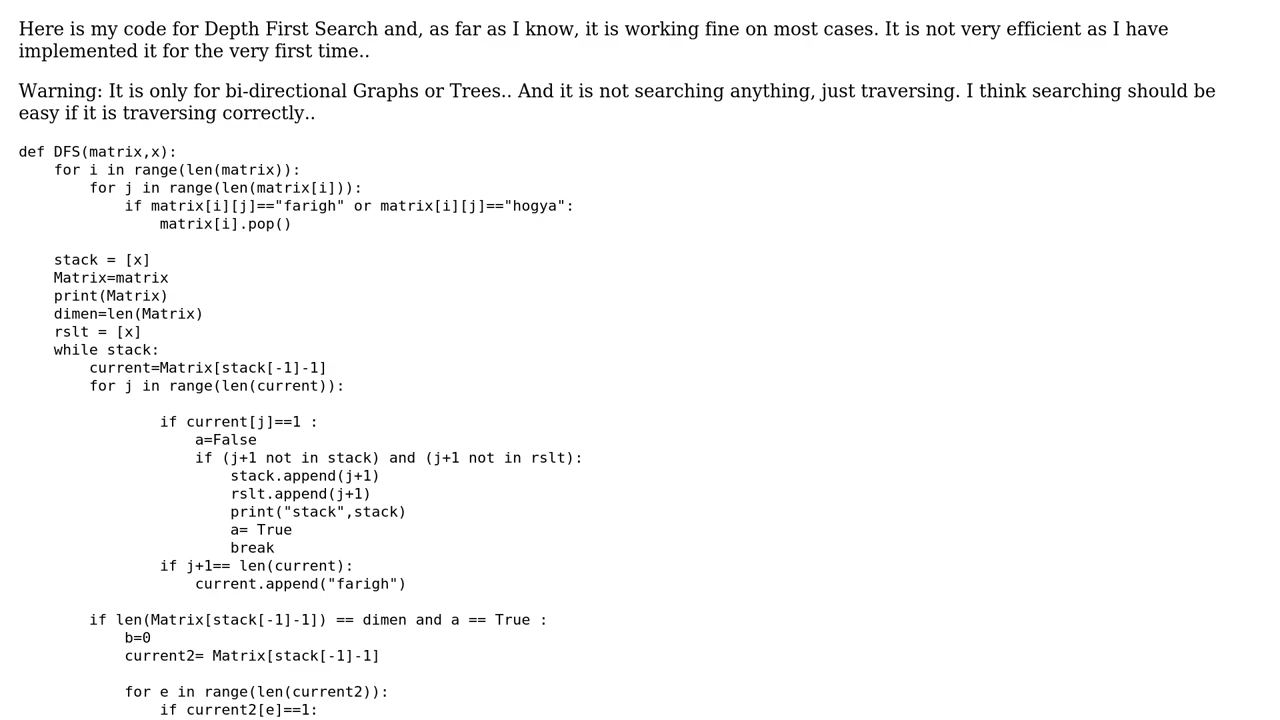 Here is my code for Depth First Search and, as far as I know, it is working fine on most cases. It is not very efficient as I have
implemented it for the very first time..
Warning: It is only for bi-directional Graphs or Trees.. And it is not searching anything, just traversing. I think searching should be
easy if it is traversing correctly..
def DFS(matrix,x):
    for i in range(len(matrix)):
        for j in range(len(matrix[i])):
            if matrix[i][j]=="farigh" or matrix[i][j]=="hogya":
                matrix[i].pop()

    stack = [x]
    Matrix=matrix
    print(Matrix)
    dimen=len(Matrix)
    rslt = [x]
    while stack:
        current=Matrix[stack[-1]-1]
        for j in range(len(current)):

                if current[j]==1 :
                    a=False
                    if (j+1 not in stack) and (j+1 not in rslt):
                        stack.append(j+1)
                        rslt.append(j+1)
                        print("stack",stack)
                        a= True
                        break
                if j+1== len(current):
                    current.append("farigh")

        if len(Matrix[stack[-1]-1]) == dimen and a == True :
            b=0
            current2= Matrix[stack[-1]-1]

            for e in range(len(current2)):
                if current2[e]==1: